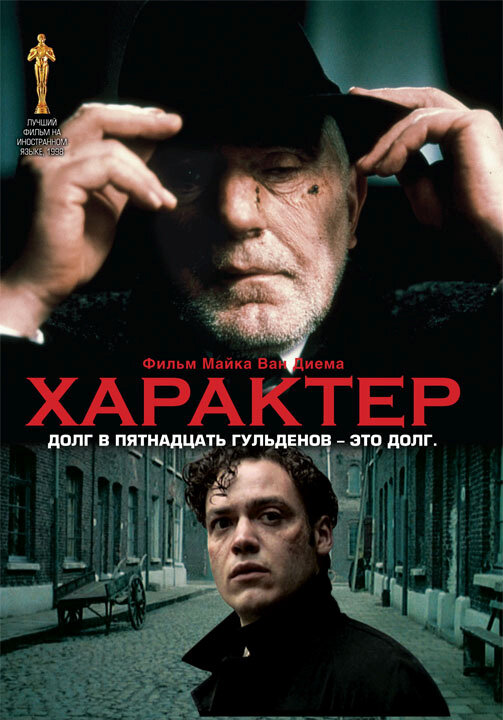 ЛУЧШИЙ
ФИЛЬМ НА
ИНОСТРАННОМ
ЯЗЫКЕ, 1998
Фильм Майка Ван Диема
ХАРАКТЕР
ДОЛГ В ПЯТНАДЦАТЬ ГУЛЬДЕНОВ – ЭТО ДОЛГ.